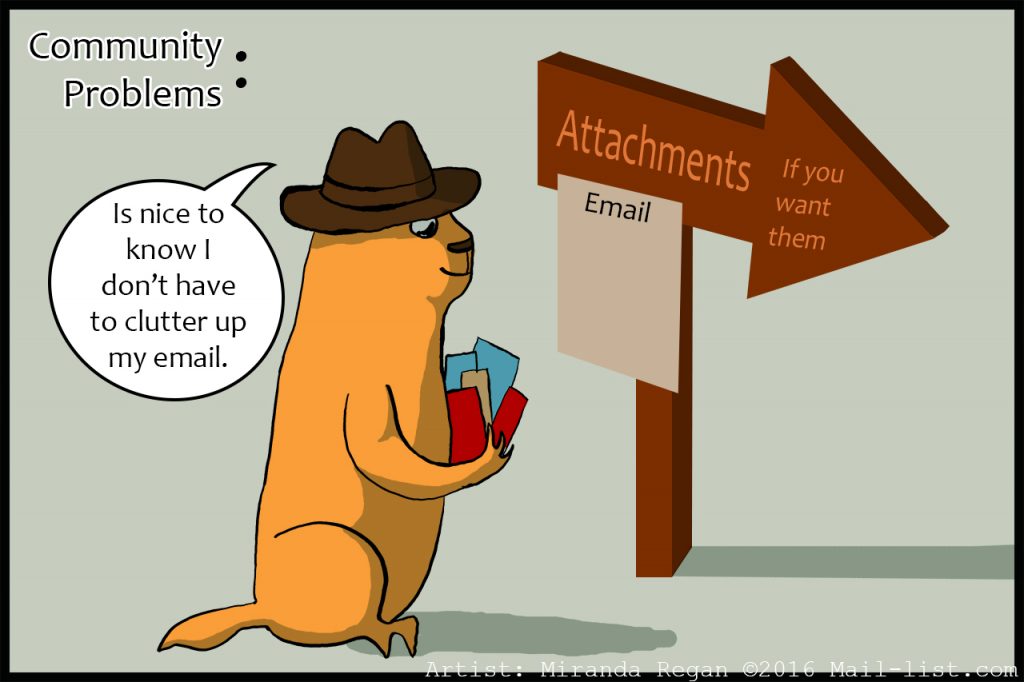 Community
Problems :
Is nice to
know I
don't have
to clutter up
my email.
Attachments
If you
want
them
Email
Artist: Miranda Regan ©2016 Mail-list.com